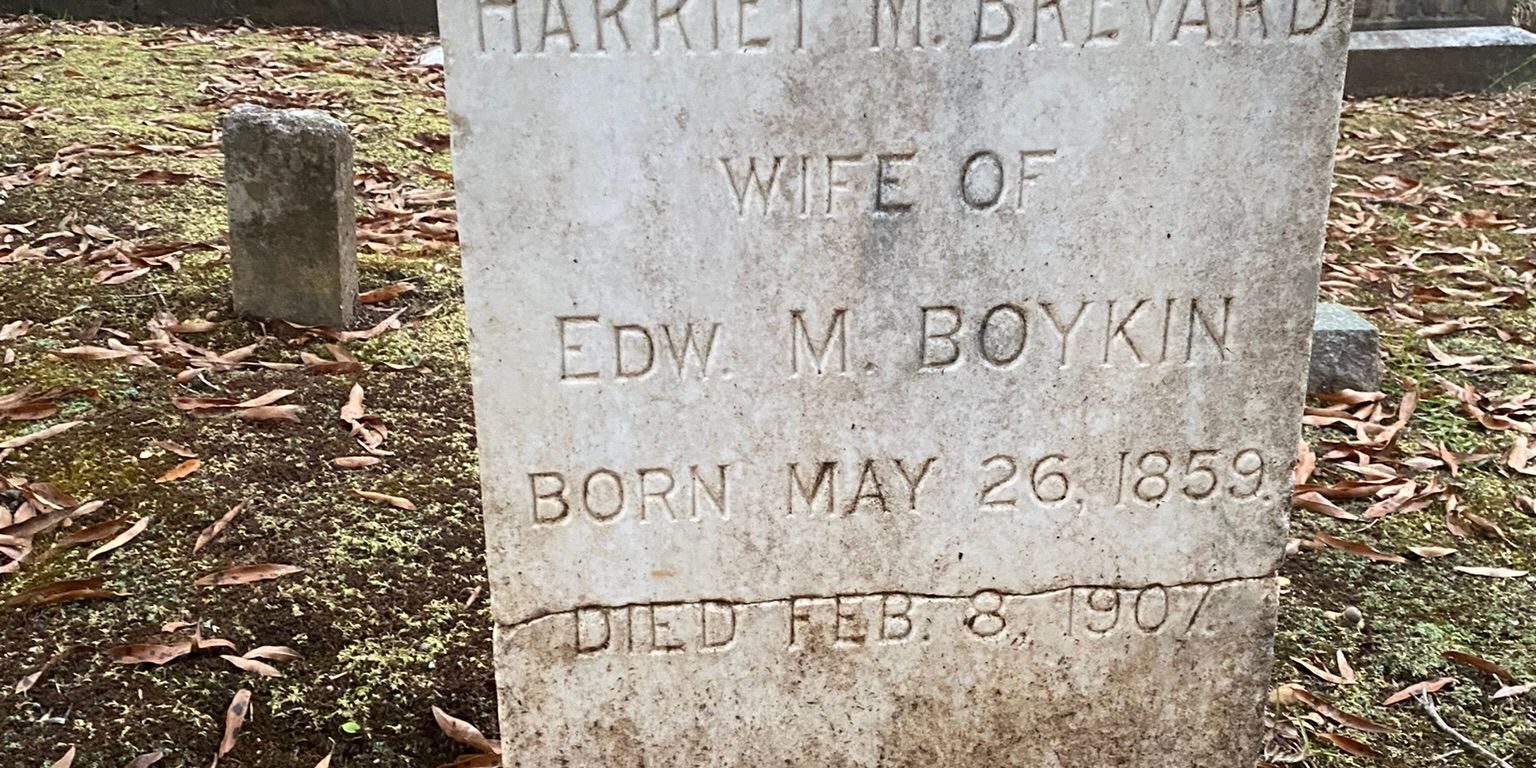 HARRIET M. BREVARD
WIFE OF
EDW. M. BOYKIN
BORN MAY 26, 1859.
DIED FEB. 8, 1907.